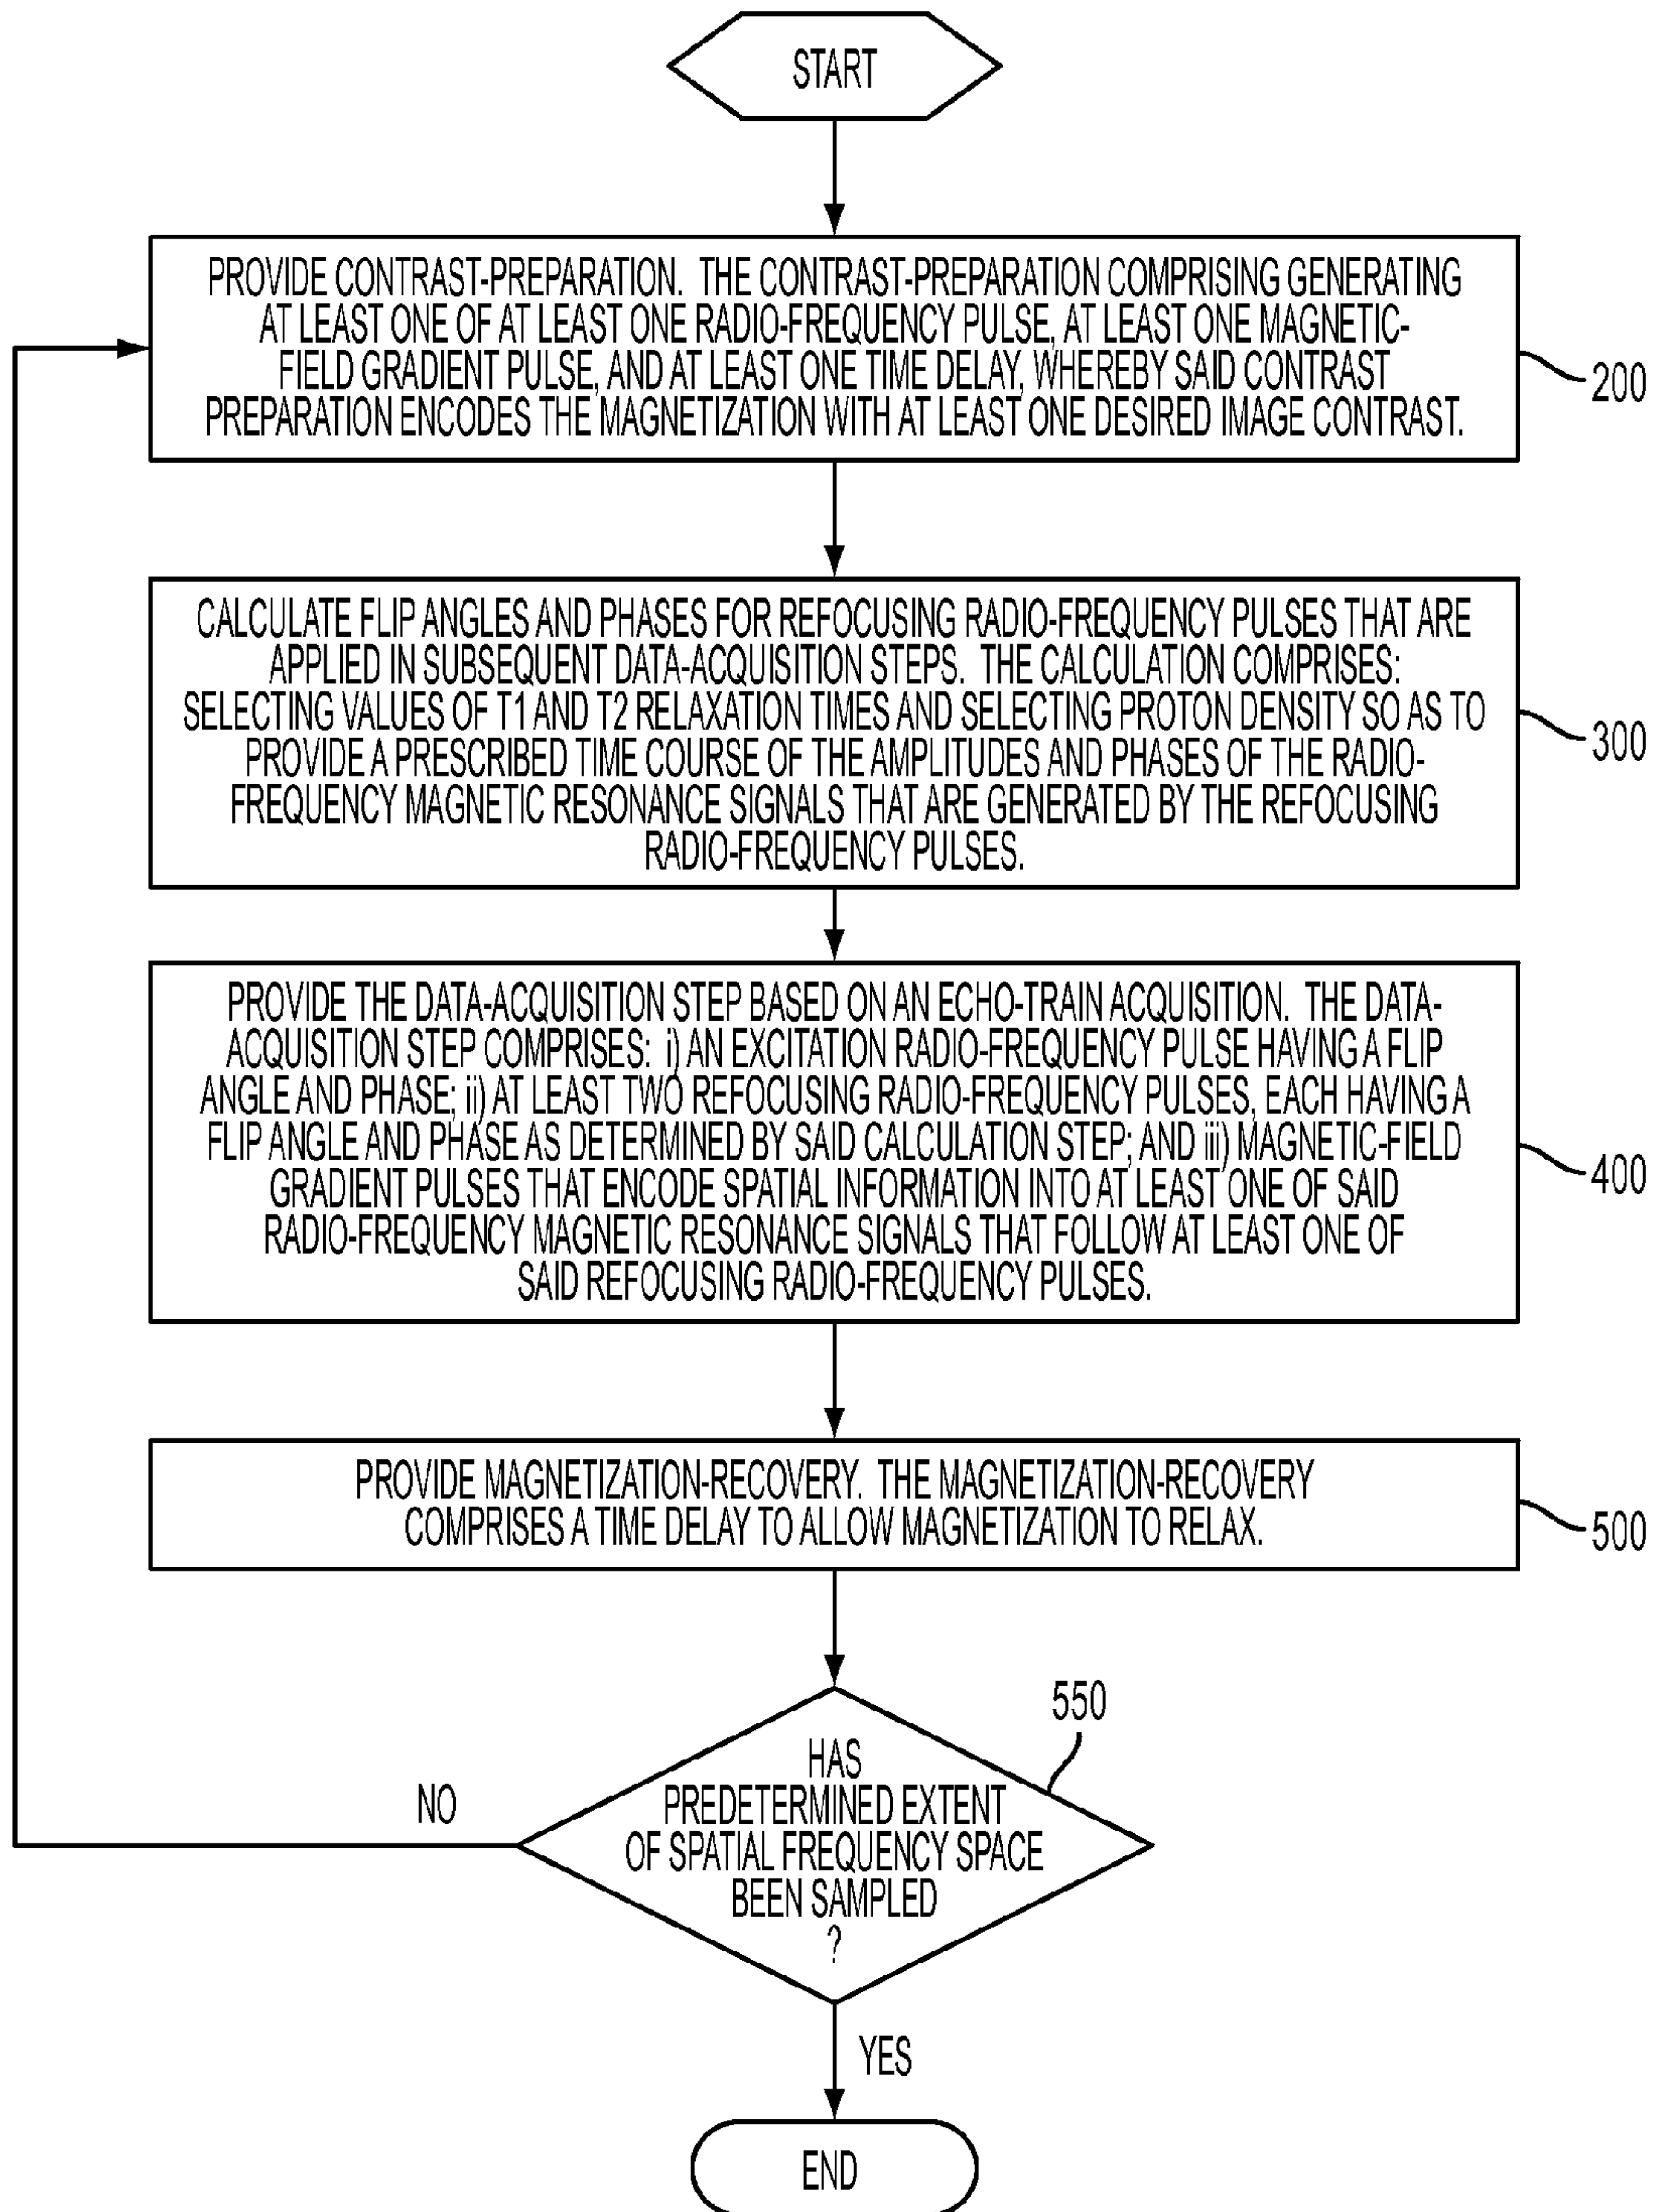 START
PROVIDE CONTRAST-PREPARATION. THE CONTRAST-PREPARATION COMPRISING GENERATING
AT LEAST ONE OF AT LEAST ONE RADIO-FREQUENCY PULSE, AT LEAST ONE MAGNETIC-
FIELD GRADIENT PULSE, AND AT LEAST ONE TIME DELAY, WHEREBY SAID CONTRAST
PREPARATION ENCODES THE MAGNETIZATION WITH AT LEAST ONE DESIRED IMAGE CONTRAST.
200
CALCULATE FLIP ANGLES AND PHASES FOR REFOCUSING RADIO-FREQUENCY PULSES THAT ARE
APPLIED IN SUBSEQUENT DATA-ACQUISITION STEPS. THE CALCULATION COMPRISES:
SELECTING VALUES OF T1 AND T2 RELAXATION TIMES AND SELECTING PROTON DENSITY SO AS TO
PROVIDE A PRESCRIBED TIME COURSE OF THE AMPLITUDES AND PHASES OF THE RADIO-
FREQUENCY MAGNETIC RESONANCE SIGNALS THAT ARE GENERATED BY THE REFOCUSING
RADIO-FREQUENCY PULSES.
300
PROVIDE THE DATA-ACQUISITION STEP BASED ON AN ECHO-TRAIN ACQUISITION. THE DATA-
ACQUISITION STEP COMPRISES: i) AN EXCITATION RADIO-FREQUENCY PULSE HAVING A FLIP
ANGLE AND PHASE; ii) AT LEAST TWO REFOCUSING RADIO-FREQUENCY PULSES, EACH HAVING A
FLIP ANGLE AND PHASE AS DETERMINED BY SAID CALCULATION STEP; AND iii) MAGNETIC-FIELD
GRADIENT PULSES THAT ENCODE SPATIAL INFORMATION INTO AT LEAST ONE OF SAID
RADIO-FREQUENCY MAGNETIC RESONANCE SIGNALS THAT FOLLOW AT LEAST ONE OF
SAID REFOCUSING RADIO-FREQUENCY PULSES.
400
PROVIDE MAGNETIZATION-RECOVERY. THE MAGNETIZATION-RECOVERY
COMPRISES A TIME DELAY TO ALLOW MAGNETIZATION TO RELAX.
500
550
HAS
PREDETERMINED EXTENT
OF SPATIAL FREQUENCY SPACE
BEEN SAMPLED
?
NO
YES
END